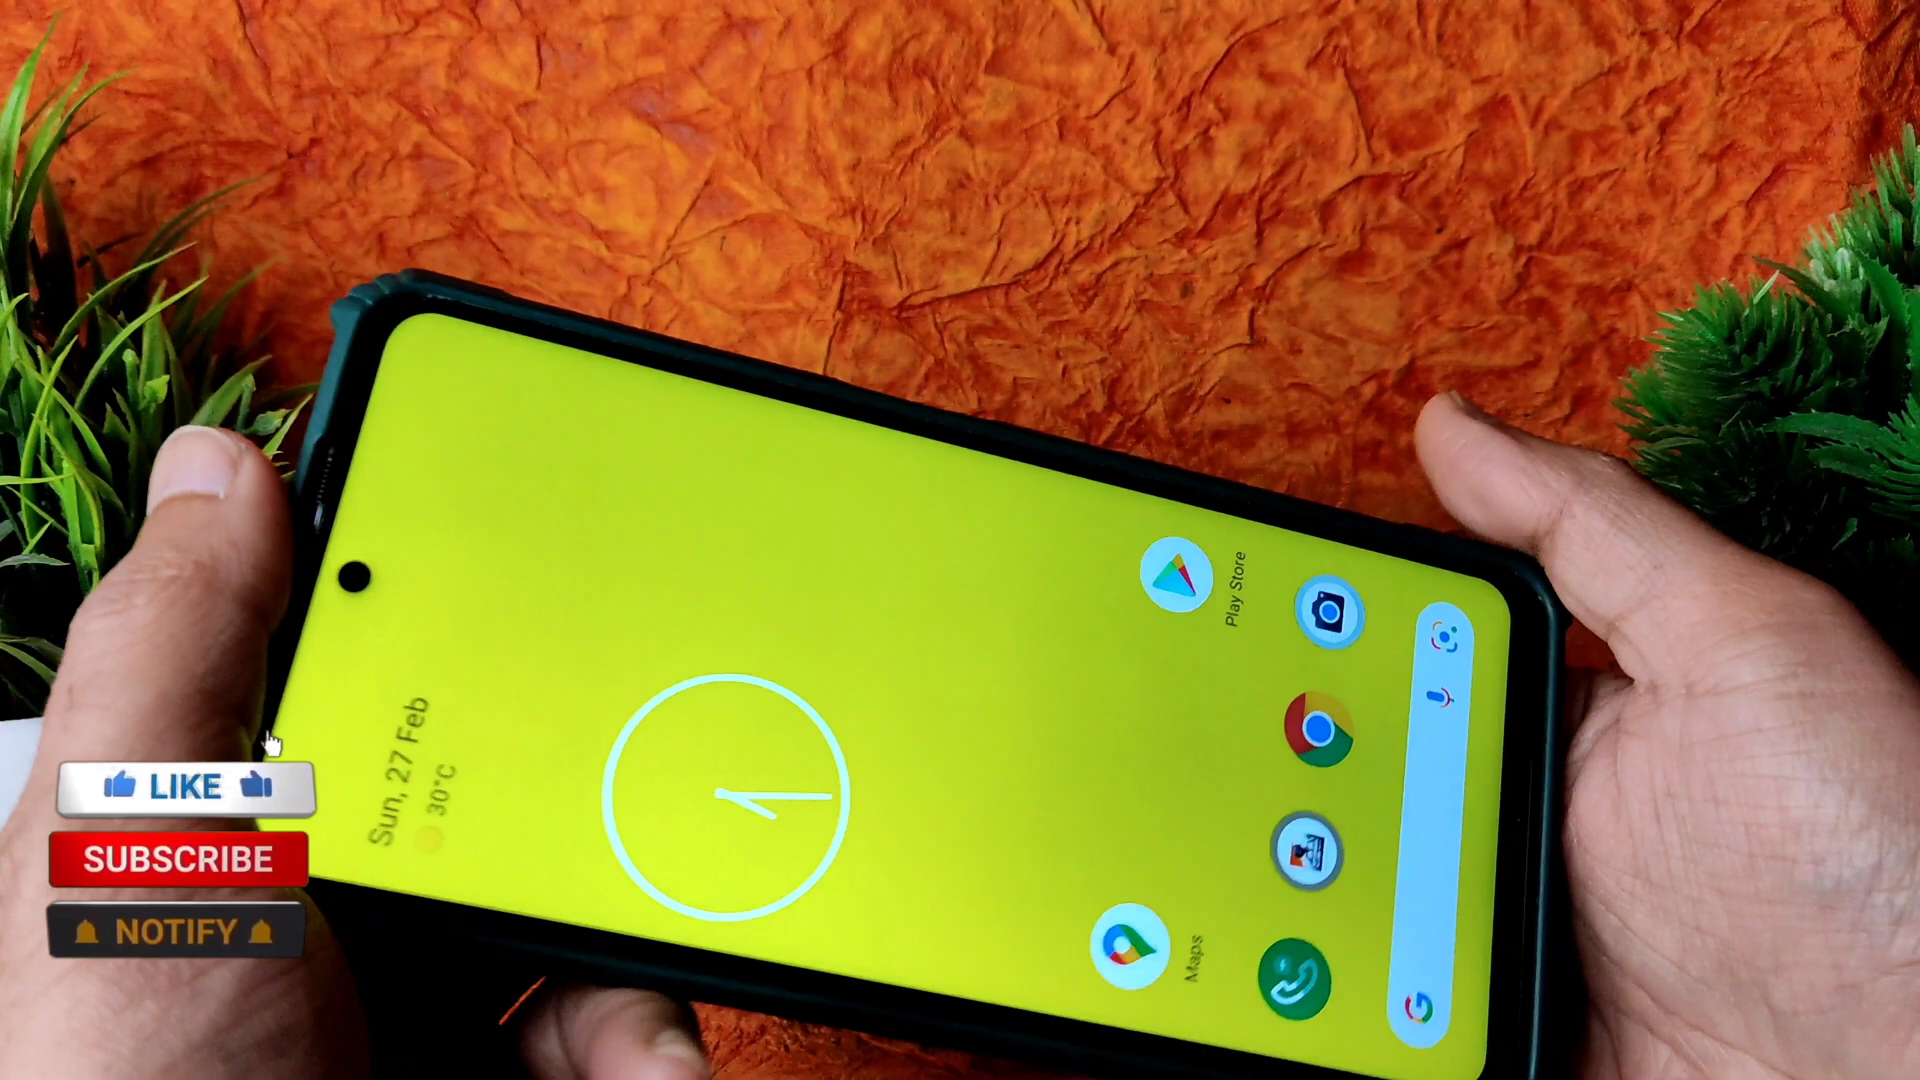 Sun, 27 Feb
30°C
Play Store
Maps
G
LIKE
SUBSCRIBE
NOTIFY